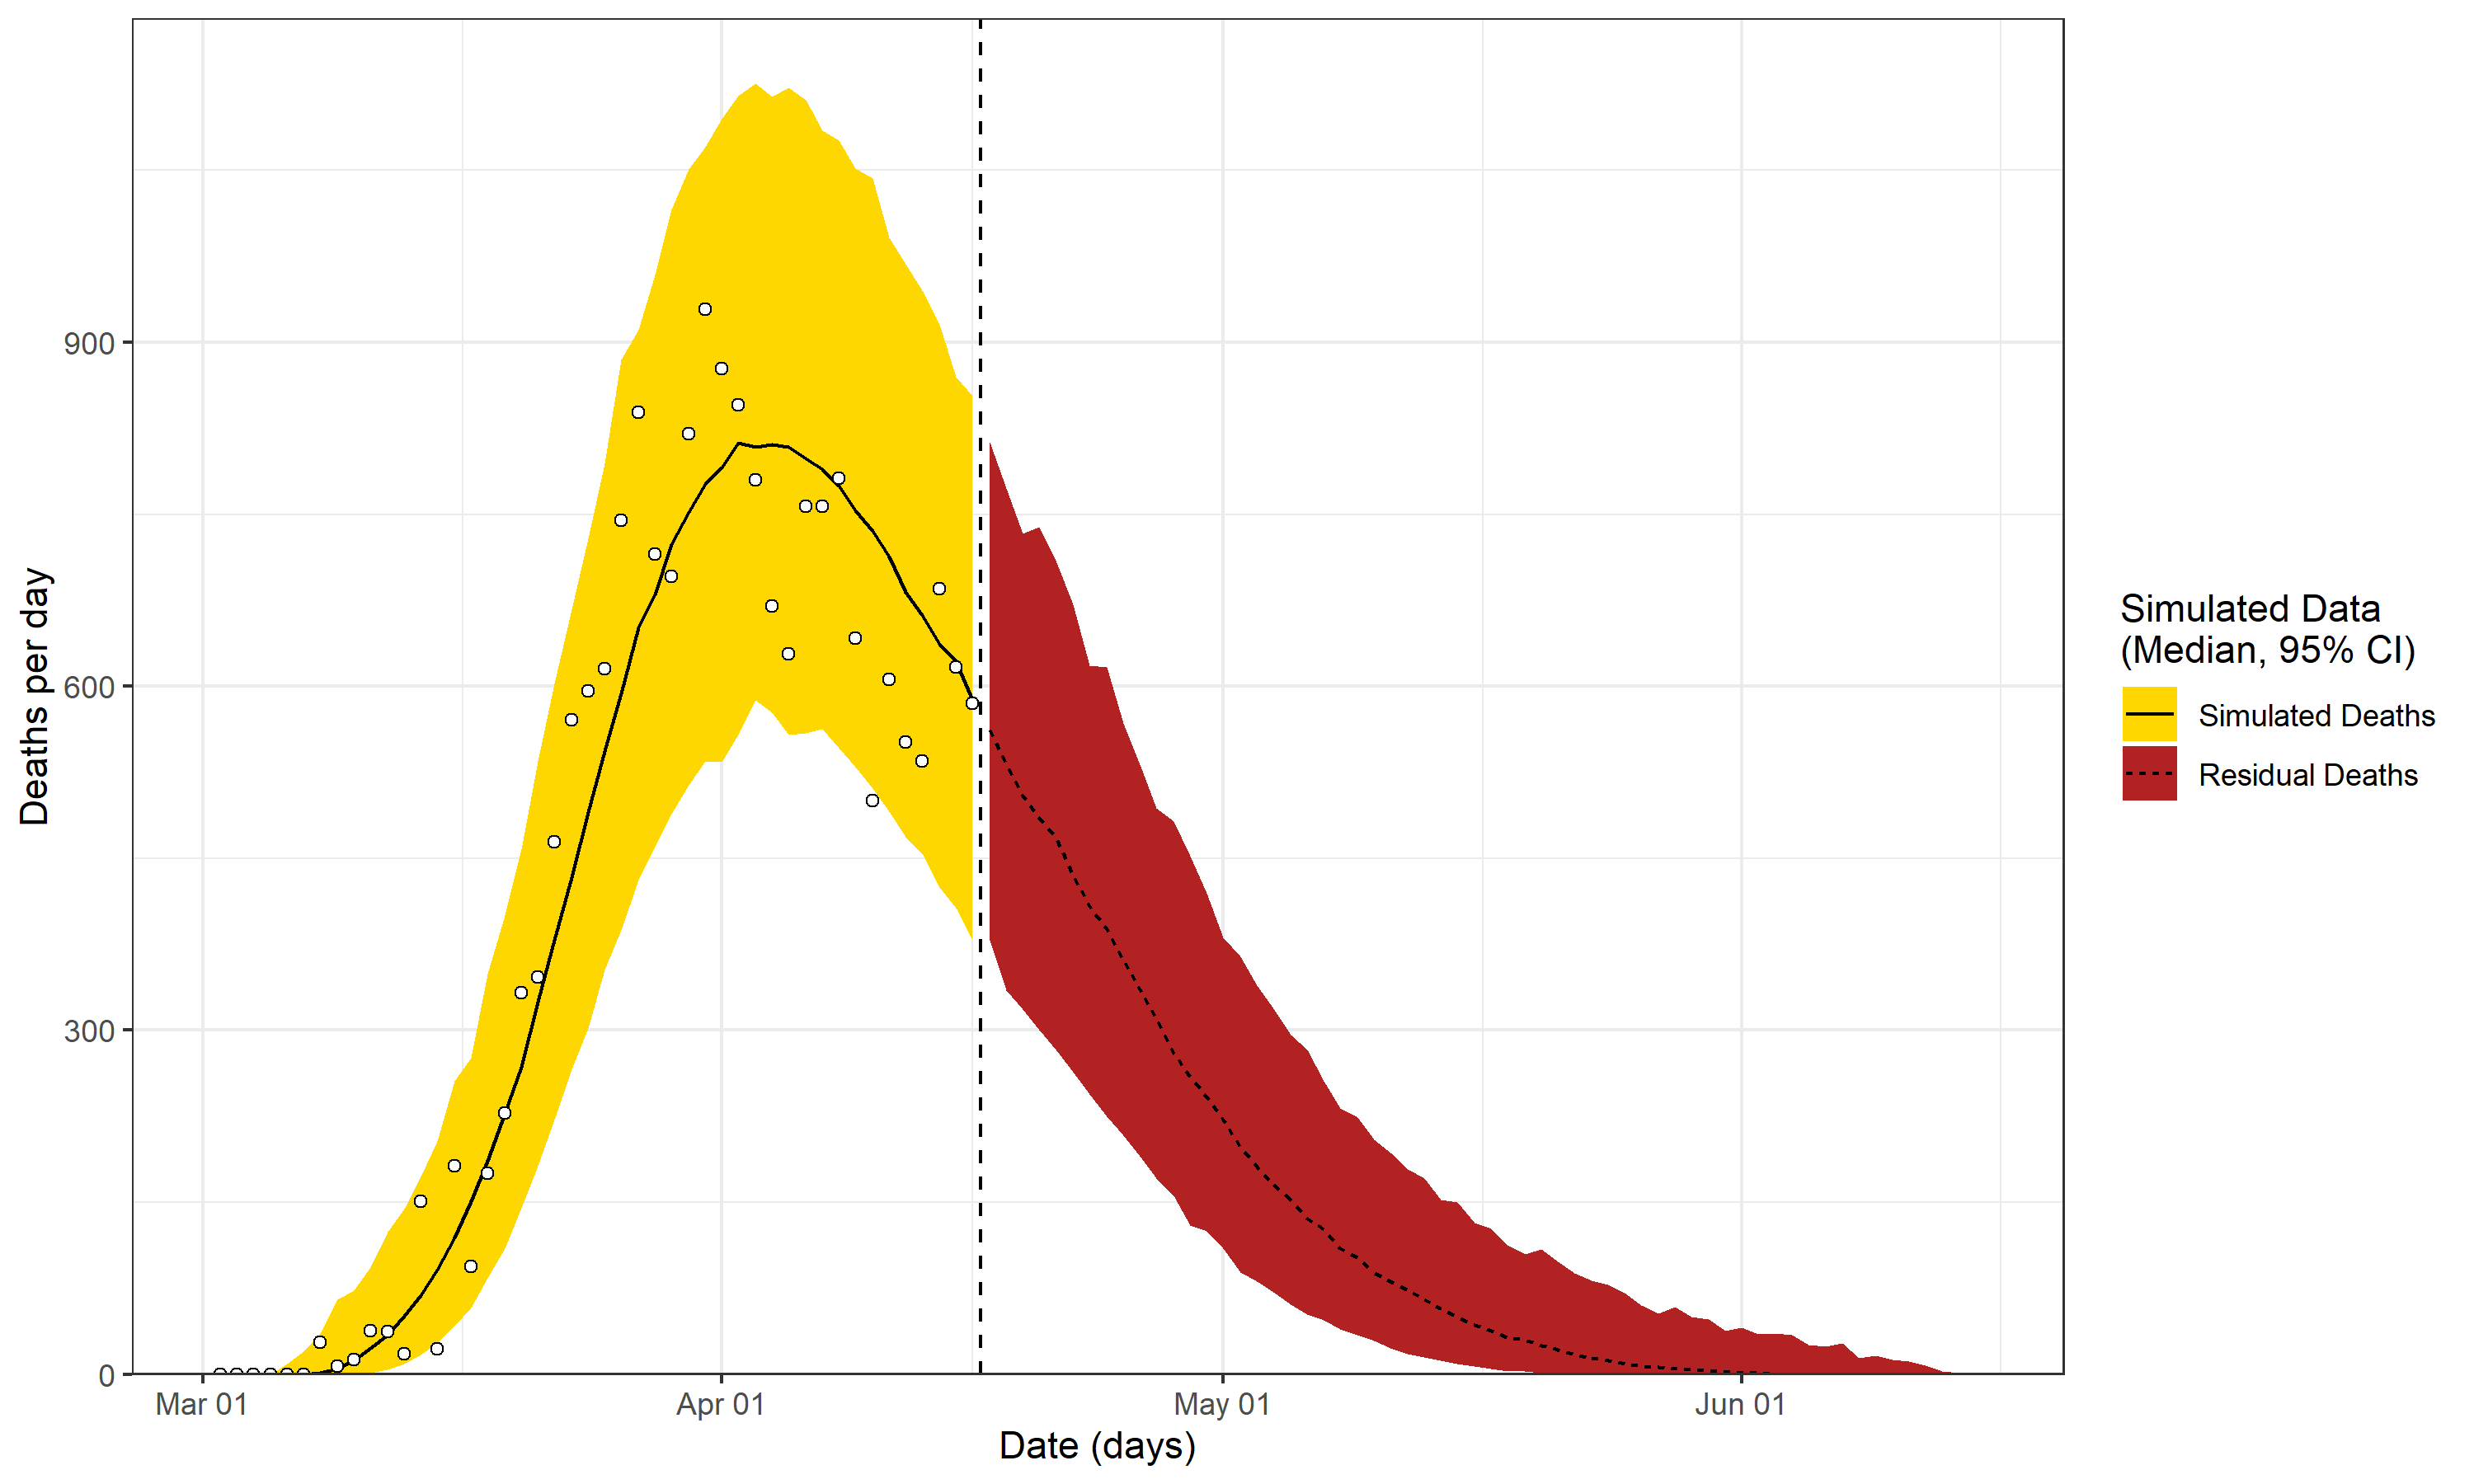 Deaths per day
900
600
300
0
Mar 01
Apr 01
May 01
Jun 01
Date (days)
Simulated Data
(Median, 95% CI)
Simulated Deaths
Residual Deaths